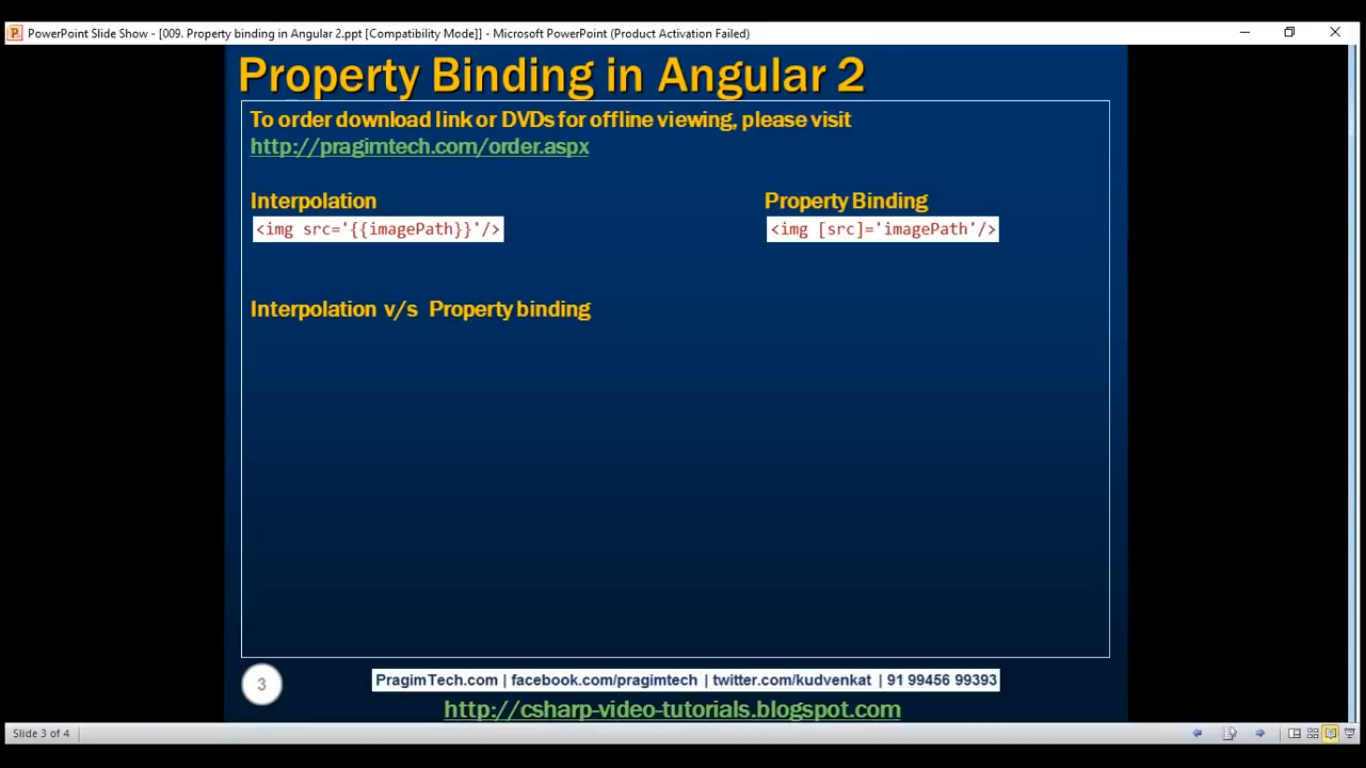 PowerPoint Slide Show - [009. Property binding in Angular 2.ppt [Compatibility Mode]] - Microsoft PowerPoint (Product Activation Failed)
Property Binding in Angular 2
To order download link or DVDs for offline viewing, please visit
http://pragimtech.com/order.aspx
Interpolation Property Binding
<img src='{{imagePath}}'/> <img [src]='imagePath'/>
Interpolation v/s Property binding
3
PragimTech.com | facebook.com/pragimtech | twitter.com/kudvenkat | 91 99456 99393
http://csharp-video-tutorials.blogspot.com
Slide 3 of 4